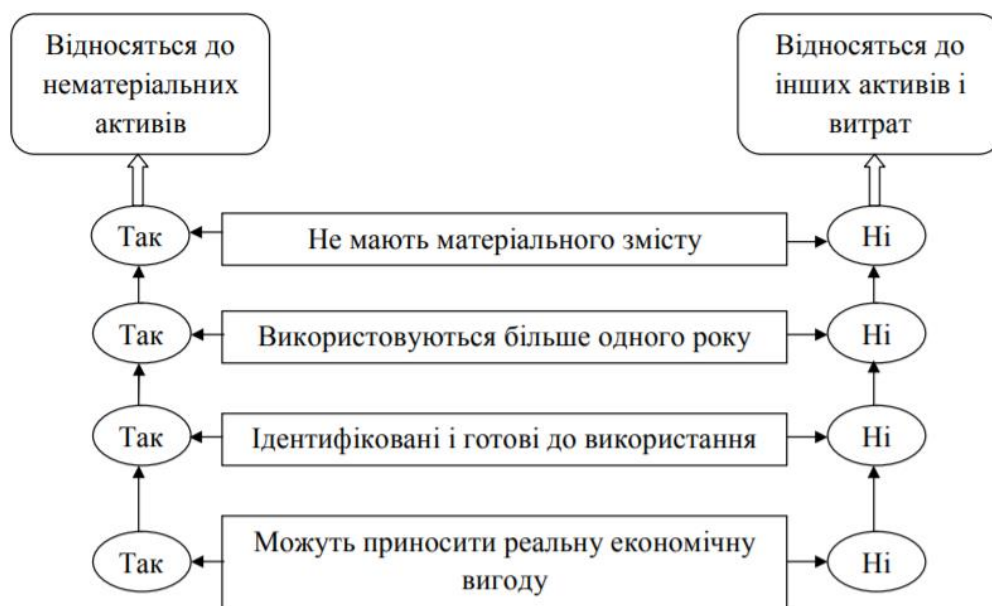 Відносяться до
нематеріальних
активів
Відносяться до
інших активів і
витрат
Так
Не мають матеріального змісту
Ні
Так
Використовуються більше одного року
Ні
Так
Ідентифіковані і готові до використання
Ні
Так
Можуть приносити реальну економічну
вигоду
Ні